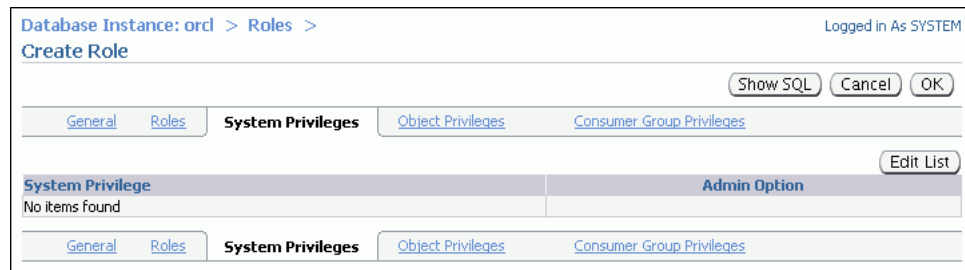 Database Instance: orcl > Roles >
Logged in As SYSTEM
Create Role
Show SQL Cancel OK
General Roles System Privileges Object Privileges Consumer Group Privileges
Edit List
System Privilege Admin Option
No items found
General Roles System Privileges Object Privileges Consumer Group Privileges